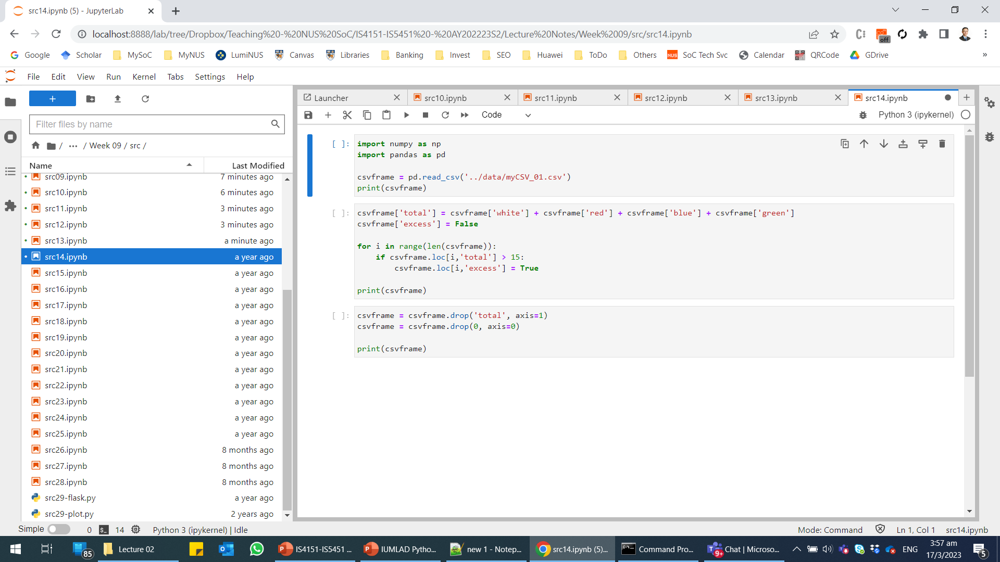 src14.ipynb (5) - JupyterLab
localhost:8888/lab/tree/Dropbox/Teaching%20-%20NUS%20SoC/IS4151-IS5451%20-%20AY202223S2/Lecture%20Notes/Week%2009/src/src14.ipynb
off
Google Scholar MySoC MyNUS LumiNUS Canvas Libraries Banking Invest SEO Huawei ToDo Others NUS SoC Tech Svc Calendar QRCode GDrive »
File Edit View Run Kernel Tabs Settings Help
Filter files by name
/ ··· / Week 09 / src /
Name Last Modified
src09.ipynb 7 minutes ago
src10.ipynb 6 minutes ago
src11.ipynb 3 minutes ago
src12.ipynb 3 minutes ago
src13.ipynb a minute ago
src14.ipynb a year ago
src15.ipynb a year ago
src16.ipynb a year ago
src17.ipynb a year ago
src18.ipynb a year ago
src19.ipynb a year ago
src20.ipynb a year ago
src21.ipynb a year ago
src22.ipynb a year ago
src23.ipynb a year ago
src24.ipynb a year ago
src25.ipynb a year ago
src26.ipynb 8 months ago
src27.ipynb 8 months ago
src28.ipynb 8 months ago
src29-flask.py a year ago
src29-plot.py 2 years ago
Launcher src10.ipynb src11.ipynb src12.ipynb src13.ipynb src14.ipynb
Code Python 3 (ipykernel)
[ ]: import numpy as np
import pandas as pd
csvframe = pd.read_csv('../data/myCSV_01.csv')
print(csvframe)
[ ]: csvframe['total'] = csvframe['white'] + csvframe['red'] + csvframe['blue'] + csvframe['green']
csvframe['excess'] = False
for i in range(len(csvframe)):
if csvframe.loc[i,'total'] > 15:
csvframe.loc[i,'excess'] = True
print(csvframe)
[ ]: csvframe = csvframe.drop('total', axis=1)
csvframe = csvframe.drop(0, axis=0)
print(csvframe)
Simple 0 $_ 14 Python 3 (ipykernel) | Idle Mode: Command Ln 1, Col 1 src14.ipynb
85 Lecture 02 IS4151-IS5451 ... IUMLAD Pytho... new 1 - Notep... src14.ipynb (5)... Command Pro... 9+ Chat | Microso... ENG 3:57 am
17/3/2023 5